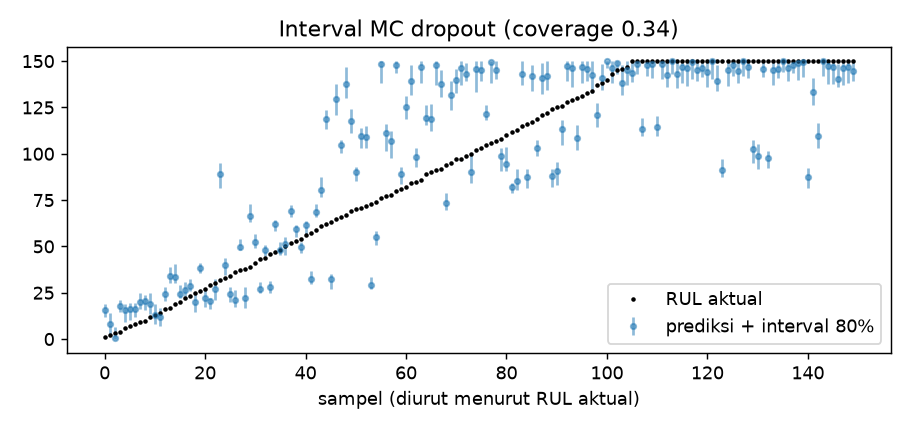 Interval MC dropout (coverage 0.34)
150
125
100
75
50
25
0
RUL aktual
prediksi + interval 80%
0 20 40 60 80 100 120 140
sampel (diurut menurut RUL aktual)